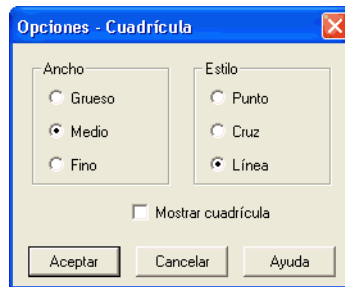 Opciones - Cuadrícula
Ancho
Grueso
Medio
Fino
Estilo
Punto
Cruz
Línea
Mostrar cuadrícula
Aceptar
Cancelar
Ayuda